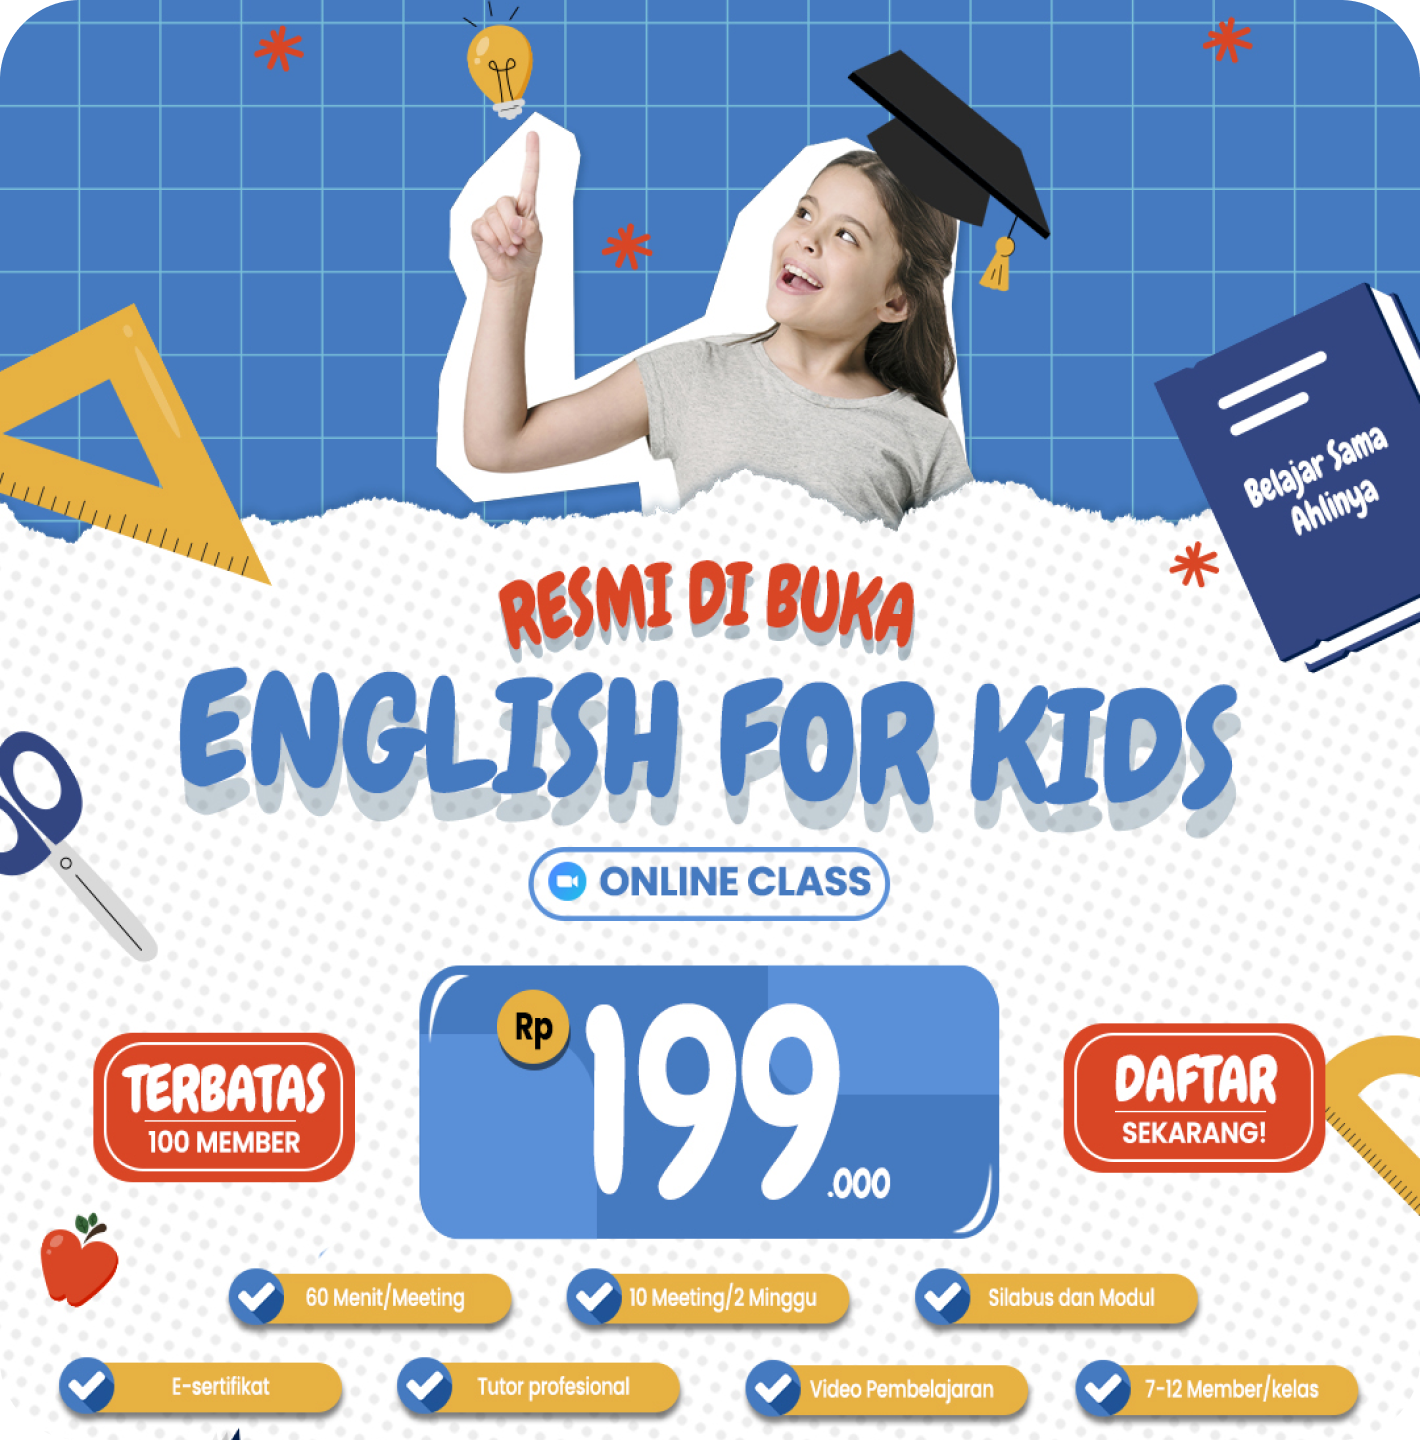 Belajar Sama
Ahlinya
RESMI DI BUKA
ENGLISH FOR KIDS
ONLINE CLASS
Rp
199
.000
TERBATAS
100 MEMBER
DAFTAR
SEKARANG!
60 Menit/Meeting
10 Meeting/2 Minggu
Silabus dan Modul
E-sertifikat
Tutor profesional
Video Pembelajaran
7-12 Member/kelas